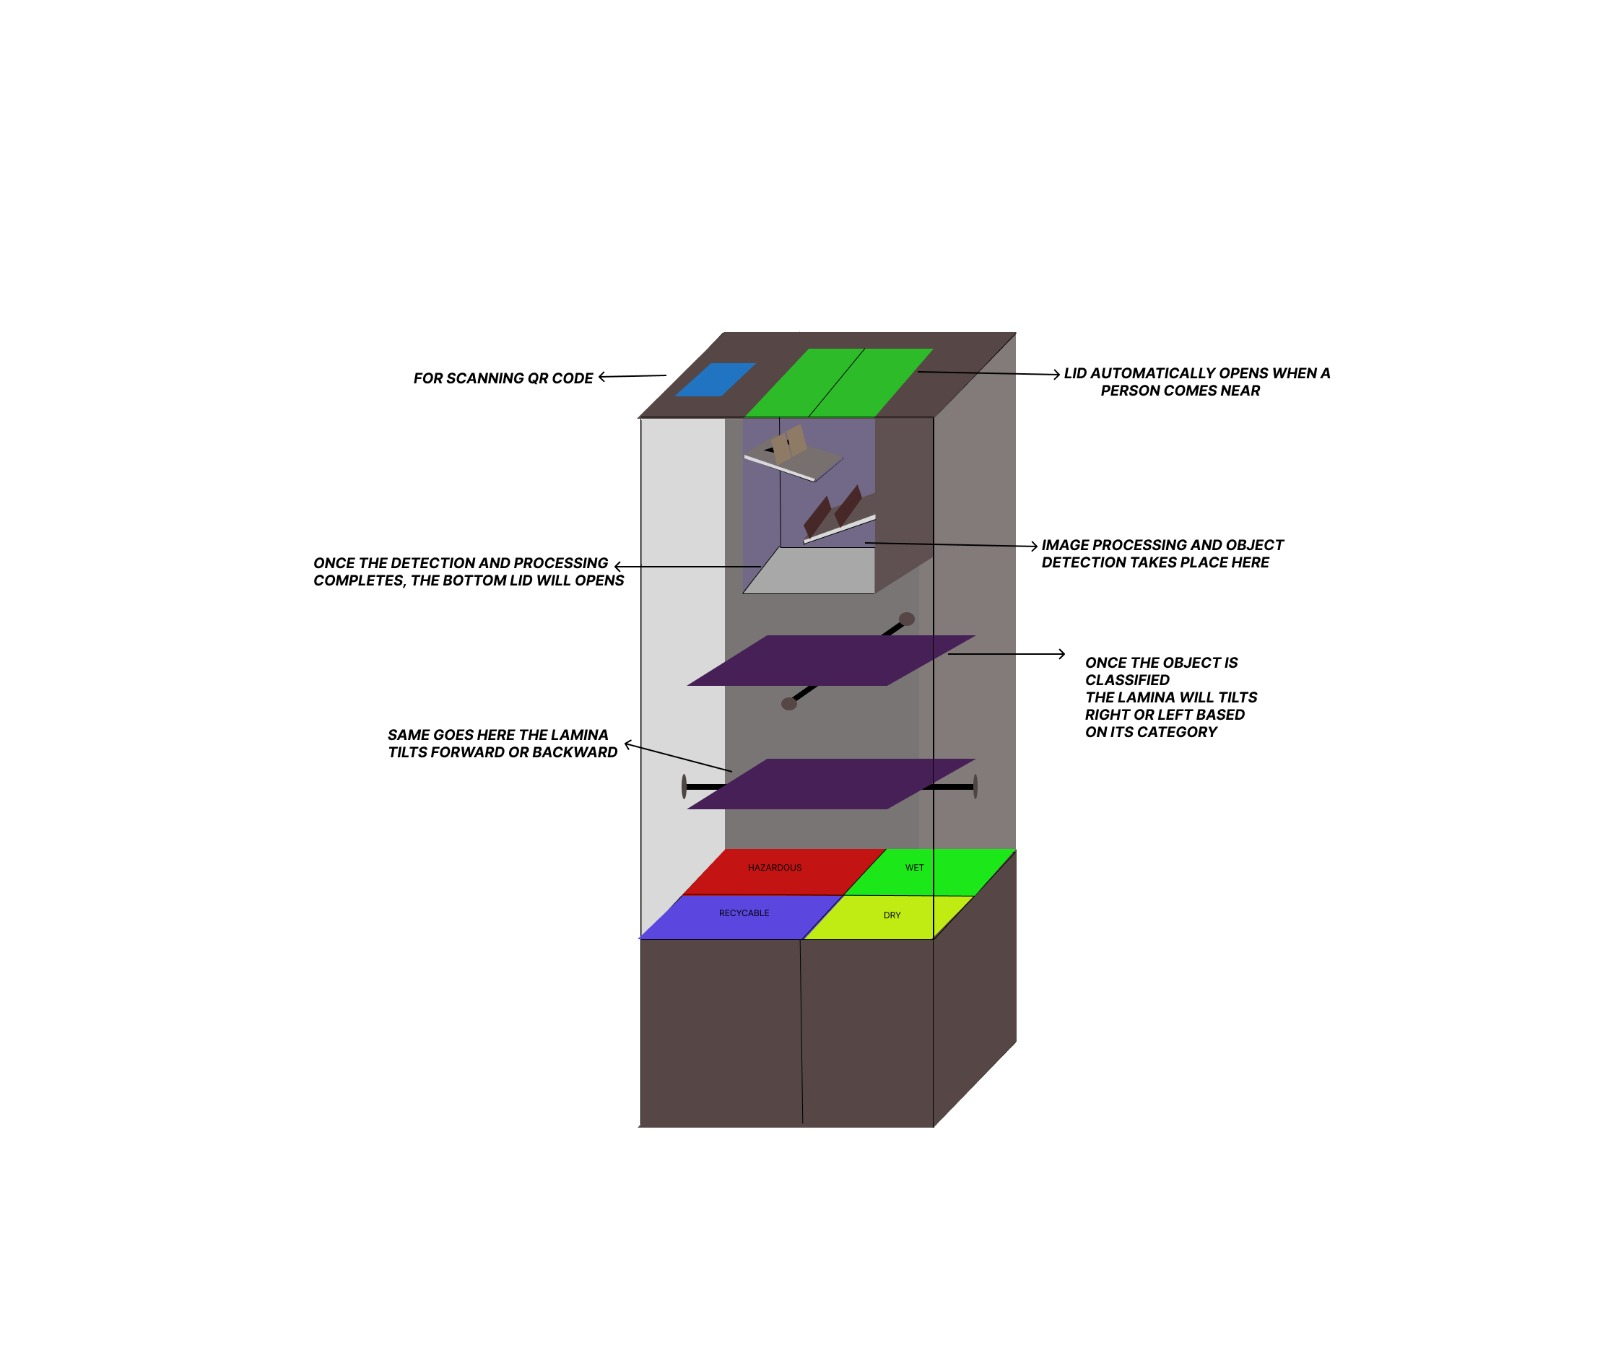 FOR SCANNING QR CODE
LID AUTOMATICALLY OPENS WHEN A
PERSON COMES NEAR
ONCE THE DETECTION AND PROCESSING
COMPLETES, THE BOTTOM LID WILL OPENS
IMAGE PROCESSING AND OBJECT
DETECTION TAKES PLACE HERE
ONCE THE OBJECT IS
CLASSIFIED
THE LAMINA WILL TILTS
RIGHT OR LEFT BASED
ON ITS CATEGORY
SAME GOES HERE THE LAMINA
TILTS FORWARD OR BACKWARD
HAZARDOUS
WET
RECYCABLE
DRY